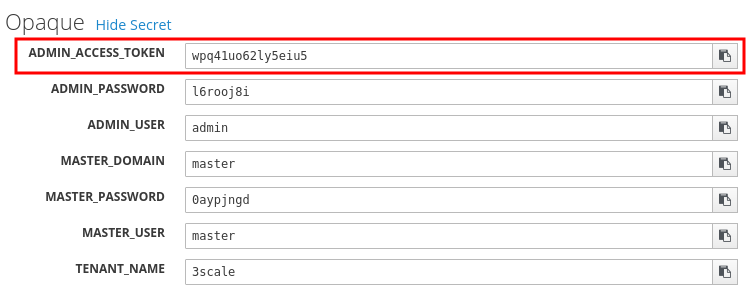 Opaque Hide Secret
ADMIN_ACCESS_TOKEN wpq41uo62ly5eiu5
ADMIN_PASSWORD l6rooj8i
ADMIN_USER admin
MASTER_DOMAIN master
MASTER_PASSWORD 0aypjngd
MASTER_USER master
TENANT_NAME 3scale